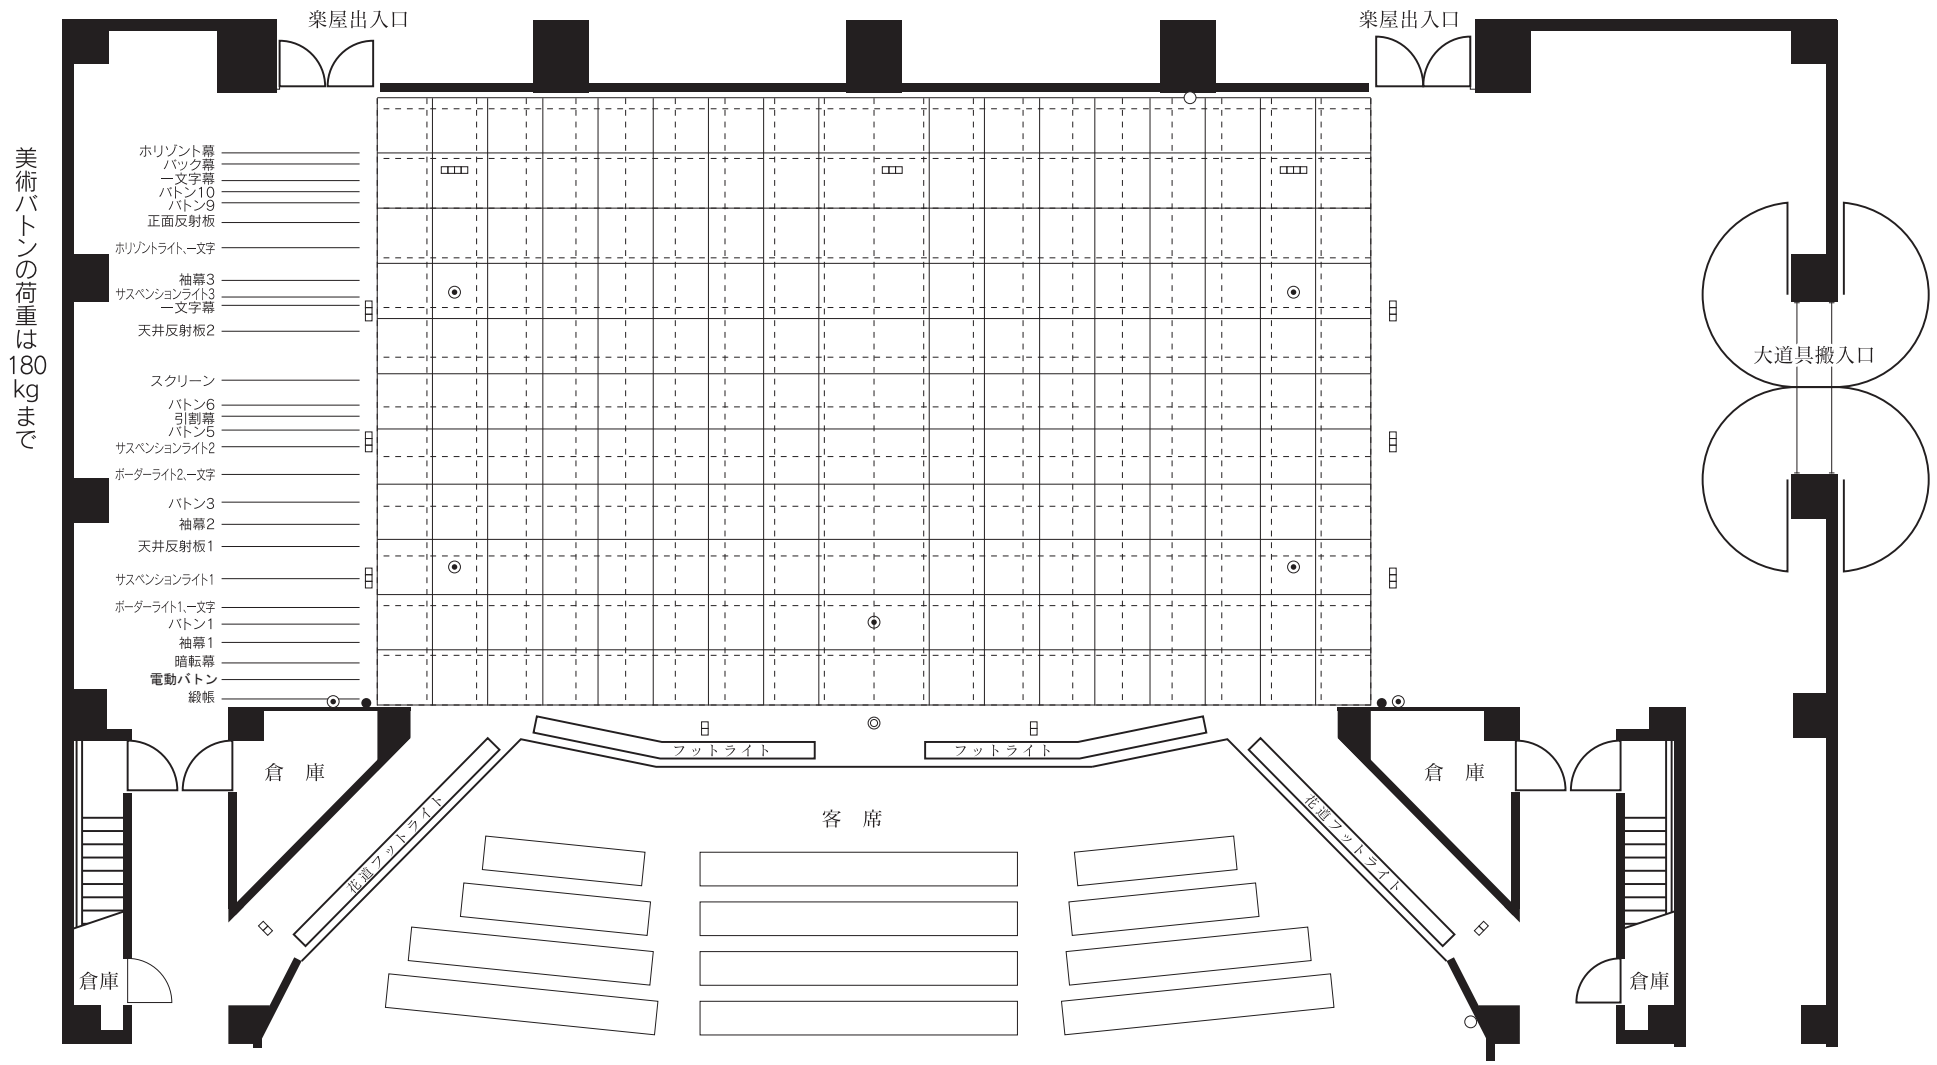 楽屋出入口
楽屋出入口
美術バトンの荷重は180kgまで
ホリゾント幕
バック幕
一文字幕
バトン10
バトン9
正面反射板
ホリゾントライト、一文字
袖幕3
サスペンションライト3
一文字幕
天井反射板2
スクリーン
バトン6
引割幕
バトン5
サスペンションライト2
ボーダーライト2、一文字
バトン3
袖幕2
天井反射板1
サスペンションライト1
ボーダーライト1、一文字
バトン1
袖幕1
暗転幕
電動バトン
緞帳
大道具搬入口
フットライト
フットライト
倉　庫
倉　庫
花道フットライト
花道フットライト
客　席
倉庫
倉庫